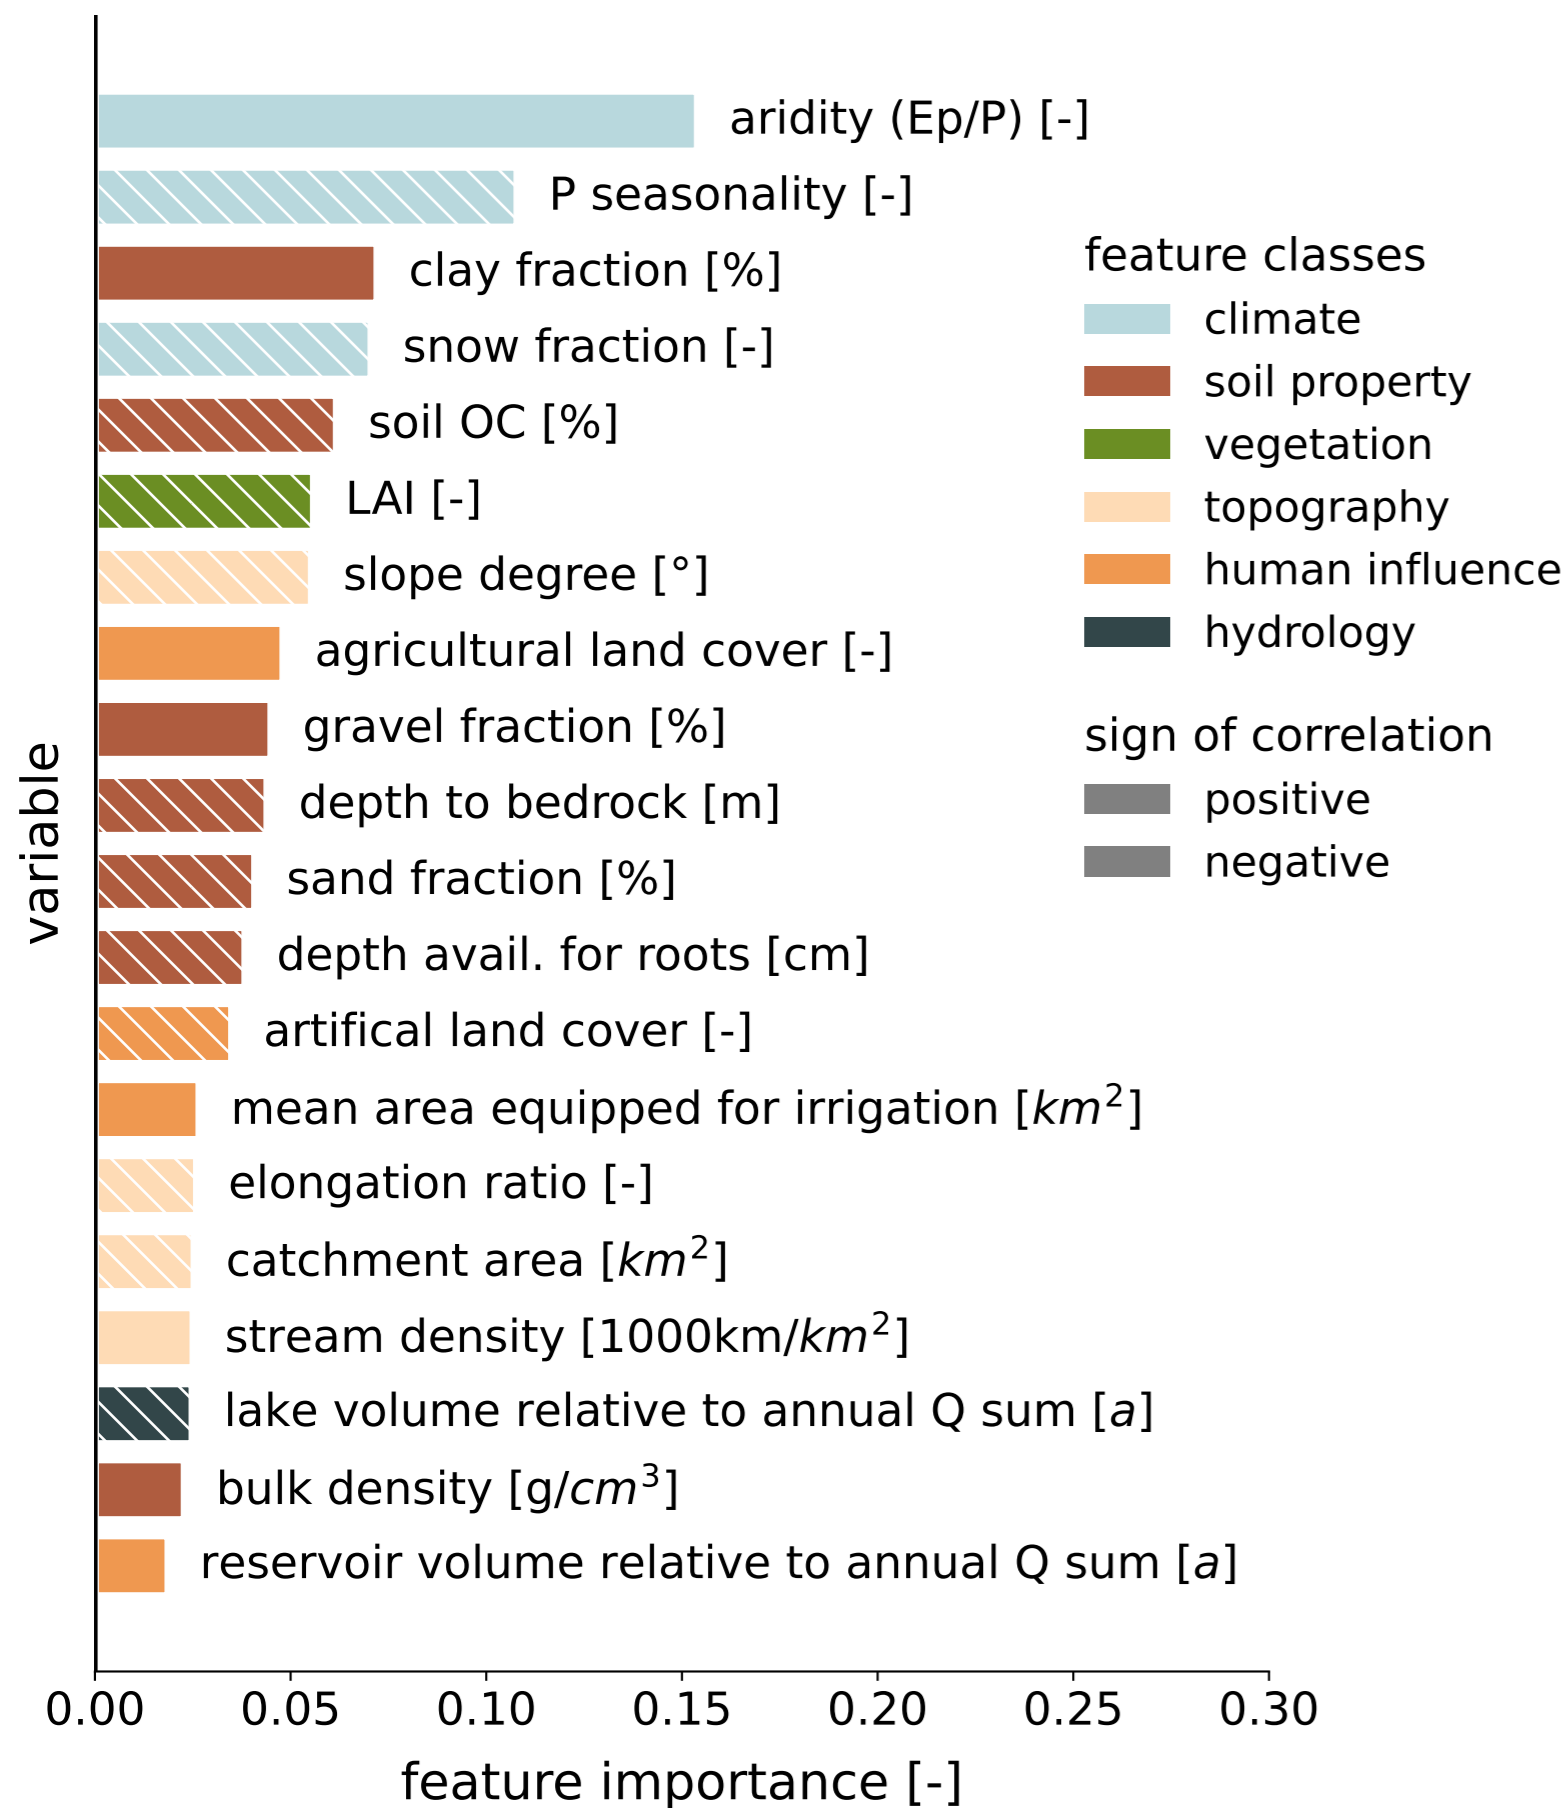 aridity (Ep/P) [-]
P seasonality [-]
clay fraction [%]
snow fraction [-]
soil OC [%]
LAI [-]
slope degree [°]
agricultural land cover [-]
gravel fraction [%]
depth to bedrock [m]
sand fraction [%]
depth avail. for roots [cm]
artifical land cover [-]
mean area equipped for irrigation [km²]
elongation ratio [-]
catchment area [km²]
stream density [1000km/km²]
lake volume relative to annual Q sum [a]
bulk density [g/cm³]
reservoir volume relative to annual Q sum [a]
feature classes
climate
soil property
vegetation
topography
human influence
hydrology
sign of correlation
positive
negative
variable
0.00 0.05 0.10 0.15 0.20 0.25 0.30
feature importance [-]